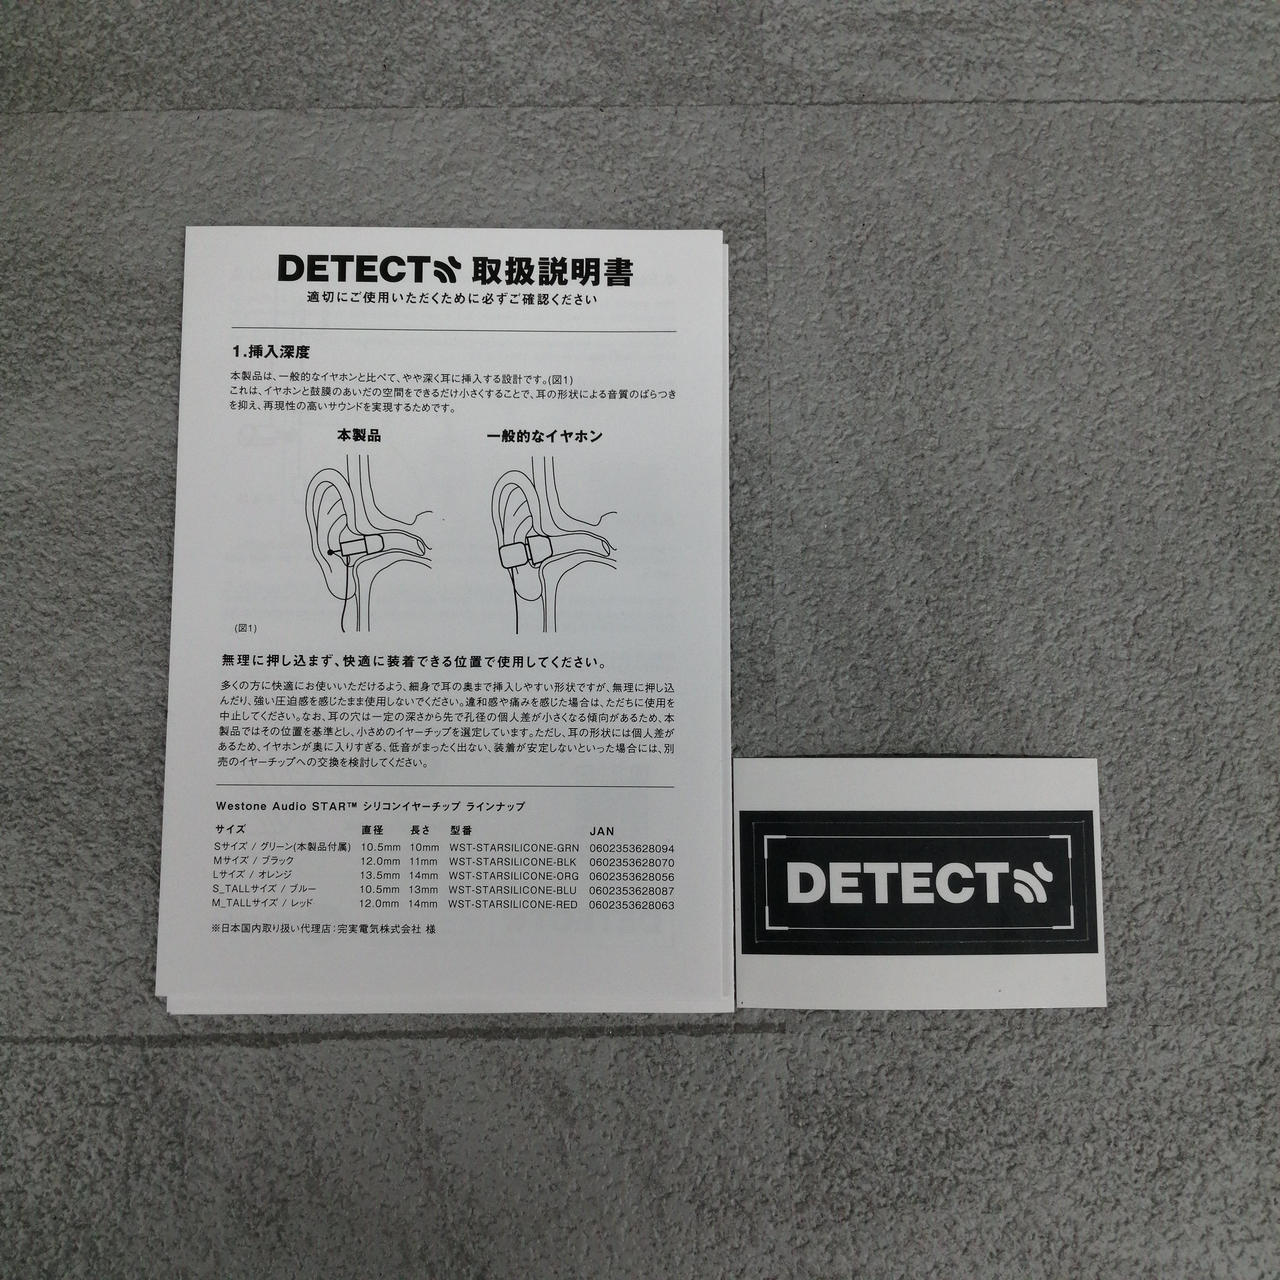 DETECT 取扱説明書
適切にご使用いただくために必ずご確認ください
1.挿入深度
本製品は、一般的なイヤホンと比べて、やや深く耳に挿入する設計です。(図1)
これは、イヤホンと鼓膜のあいだの空間をできるだけ小さくすることで、耳の形状による音質のばらつき
を抑え、再現性の高いサウンドを実現するためです。
本製品 一般的なイヤホン
(図1)
無理に押し込まず、快適に装着できる位置で使用してください。
多くの方に快適にお使いいただけるよう、細身で耳の奥まで挿入しやすい形状ですが、無理に押し込
んだり、強い圧迫感を感じたまま使用しないでください。違和感や痛みを感じた場合は、ただちに使用を
中止してください。なお、耳の穴は一定の深さから先で孔径の個人差が小さくなる傾向があるため、本
製品ではその位置を基準とし、小さめのイヤーチップを選定しています。ただし、耳の形状には個人差が
あるため、イヤホンが奥に入りすぎる、低音がまったく出ない、装着が安定しないといった場合には、別
売のイヤーチップへの交換を検討してください。
Westone Audio STAR™ シリコンイヤーチップ ラインナップ
サイズ 直径 長さ 型番 JAN
Sサイズ / グリーン(本製品付属) 10.5mm 10mm WST-STARSILICONE-GRN 0602353628094
Mサイズ / ブラック 12.0mm 11mm WST-STARSILICONE-BLK 0602353628070
Lサイズ / オレンジ 13.5mm 14mm WST-STARSILICONE-ORG 0602353628056
S_TALLサイズ / ブルー 10.5mm 13mm WST-STARSILICONE-BLU 0602353628087
M_TALLサイズ / レッド 12.0mm 14mm WST-STARSILICONE-RED 0602353628063
※日本国内取り扱い代理店：完実電気株式会社 様
DETECT